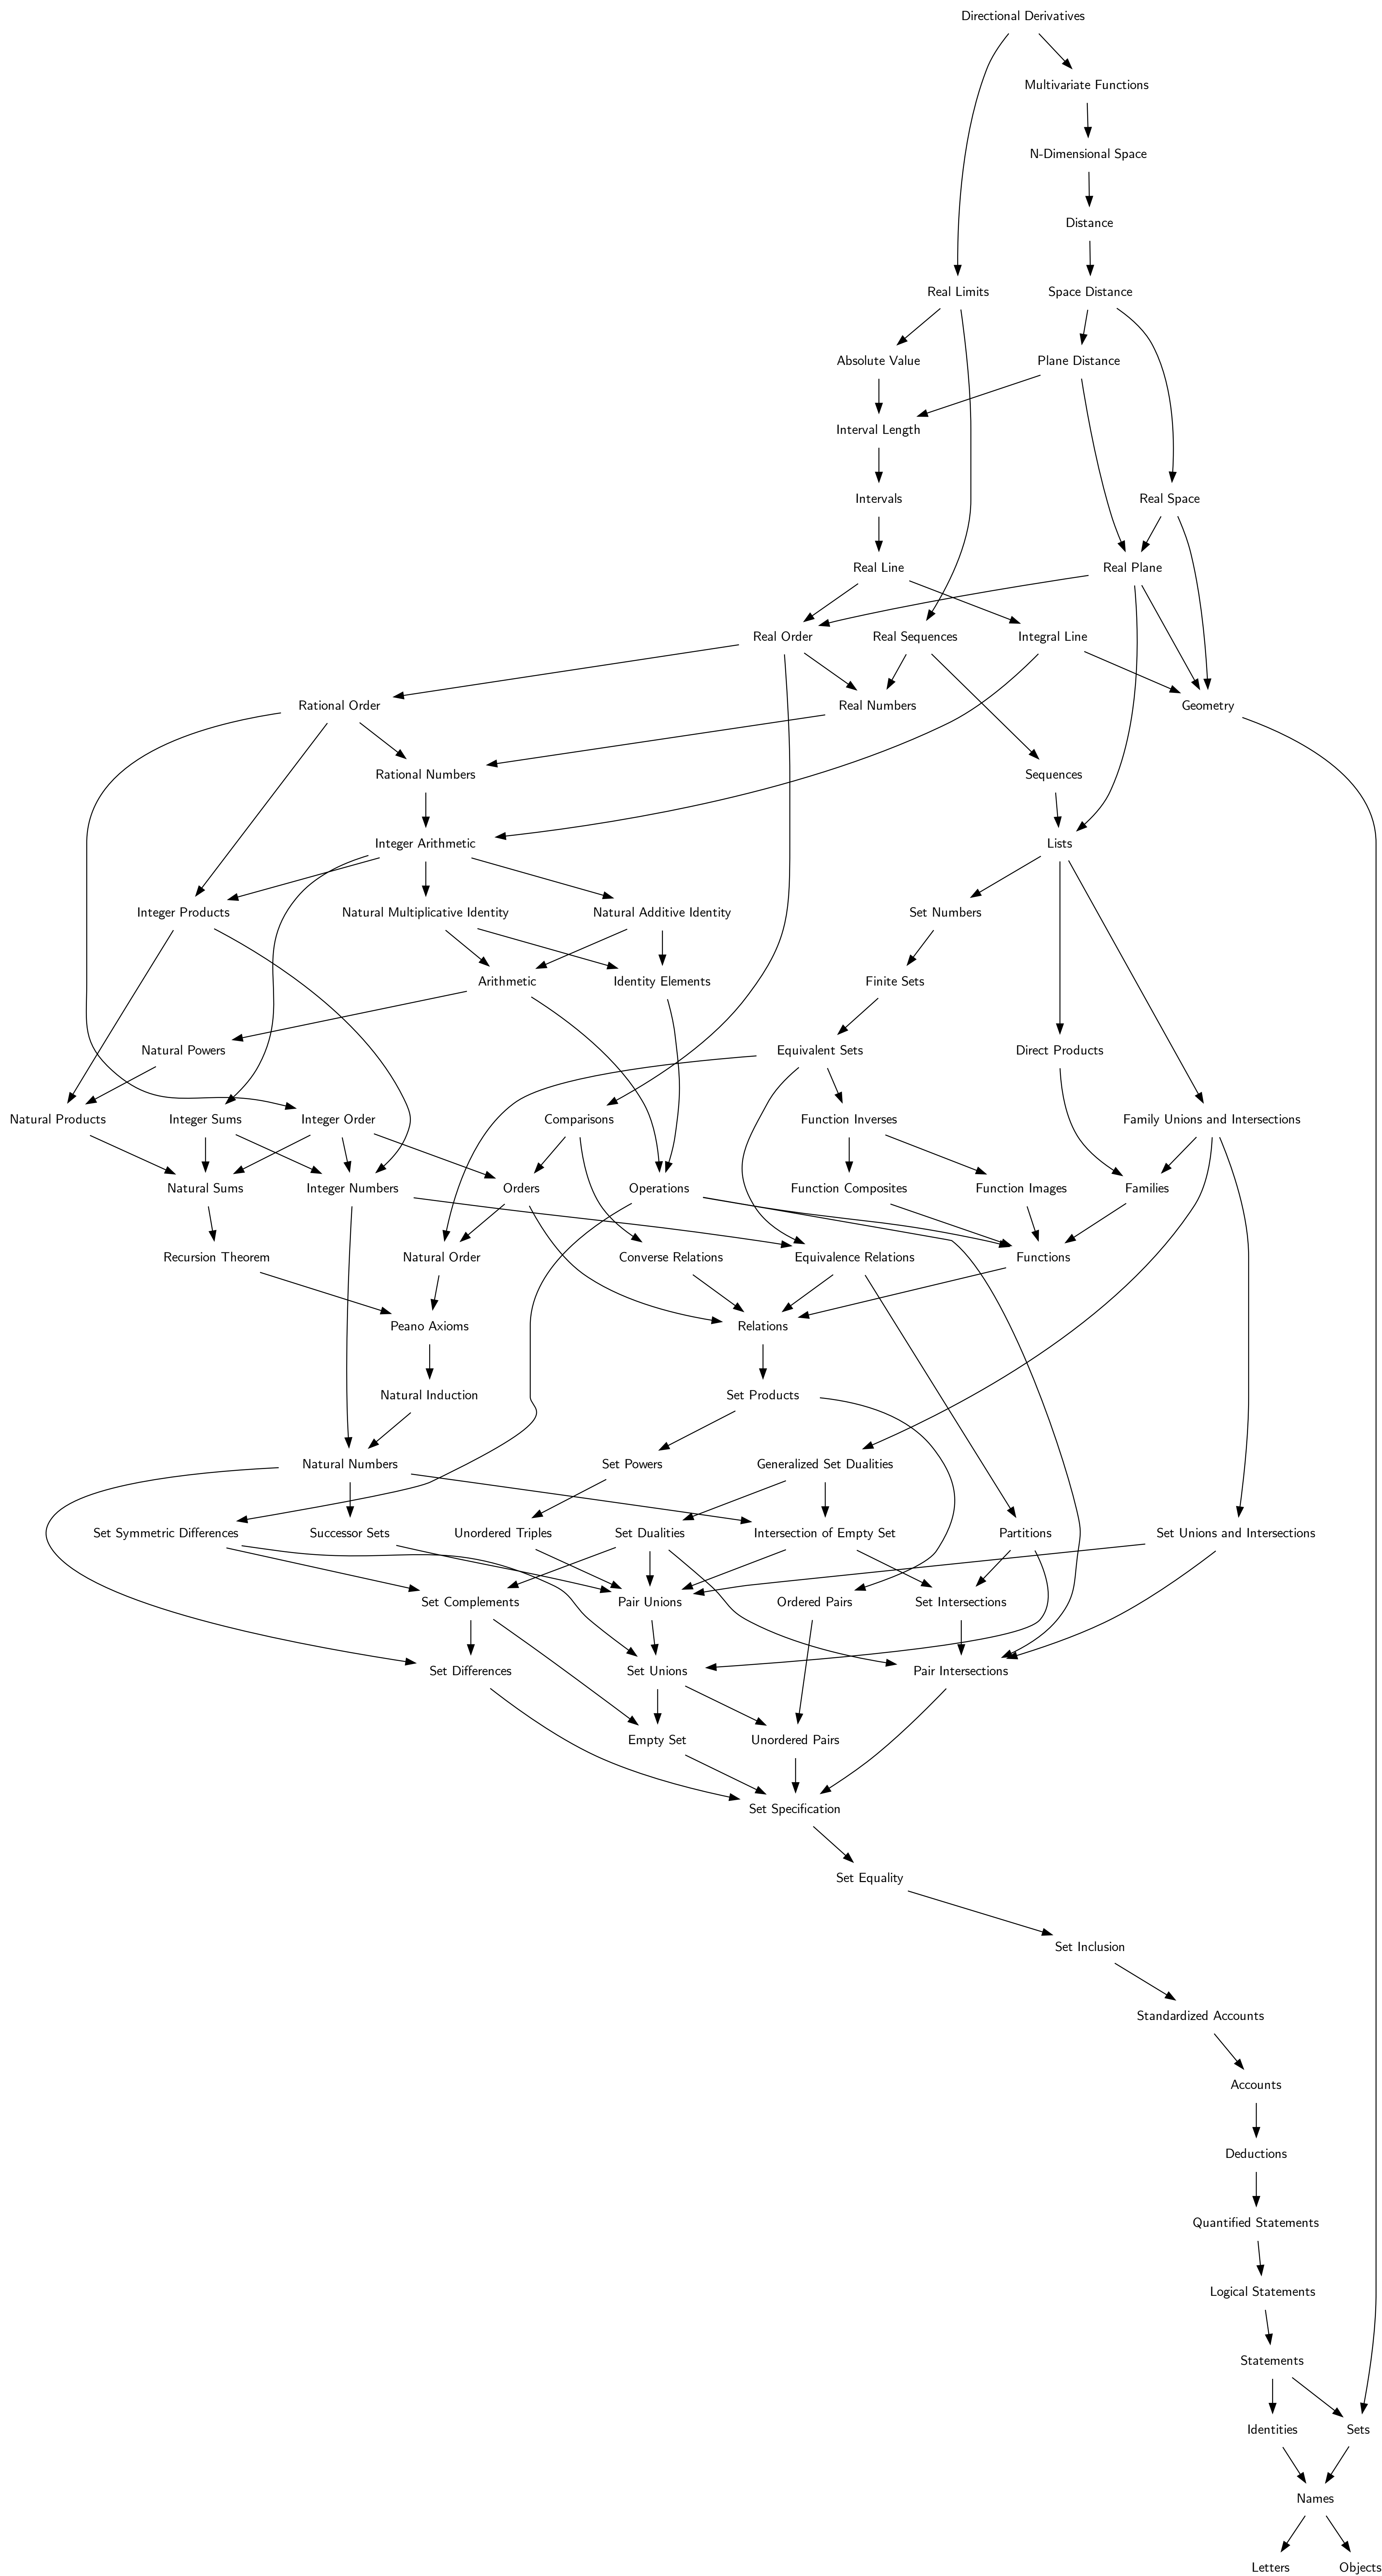 Directional Derivatives
Multivariate Functions
N-Dimensional Space
Distance
Real Limits
Space Distance
Absolute Value
Plane Distance
Interval Length
Intervals
Real Space
Real Line
Real Plane
Real Order
Real Sequences
Integral Line
Rational Order
Real Numbers
Geometry
Rational Numbers
Sequences
Integer Arithmetic
Lists
Integer Products
Natural Multiplicative Identity
Natural Additive Identity
Set Numbers
Arithmetic
Identity Elements
Finite Sets
Natural Powers
Equivalent Sets
Direct Products
Natural Products
Integer Sums
Integer Order
Comparisons
Function Inverses
Family Unions and Intersections
Natural Sums
Integer Numbers
Orders
Operations
Function Composites
Function Images
Families
Recursion Theorem
Natural Order
Converse Relations
Equivalence Relations
Functions
Peano Axioms
Relations
Natural Induction
Set Products
Natural Numbers
Set Powers
Generalized Set Dualities
Set Symmetric Differences
Successor Sets
Unordered Triples
Set Dualities
Intersection of Empty Set
Partitions
Set Unions and Intersections
Set Complements
Pair Unions
Ordered Pairs
Set Intersections
Set Differences
Set Unions
Pair Intersections
Empty Set
Unordered Pairs
Set Specification
Set Equality
Set Inclusion
Standardized Accounts
Accounts
Deductions
Quantified Statements
Logical Statements
Statements
Identities
Sets
Names
Letters
Objects